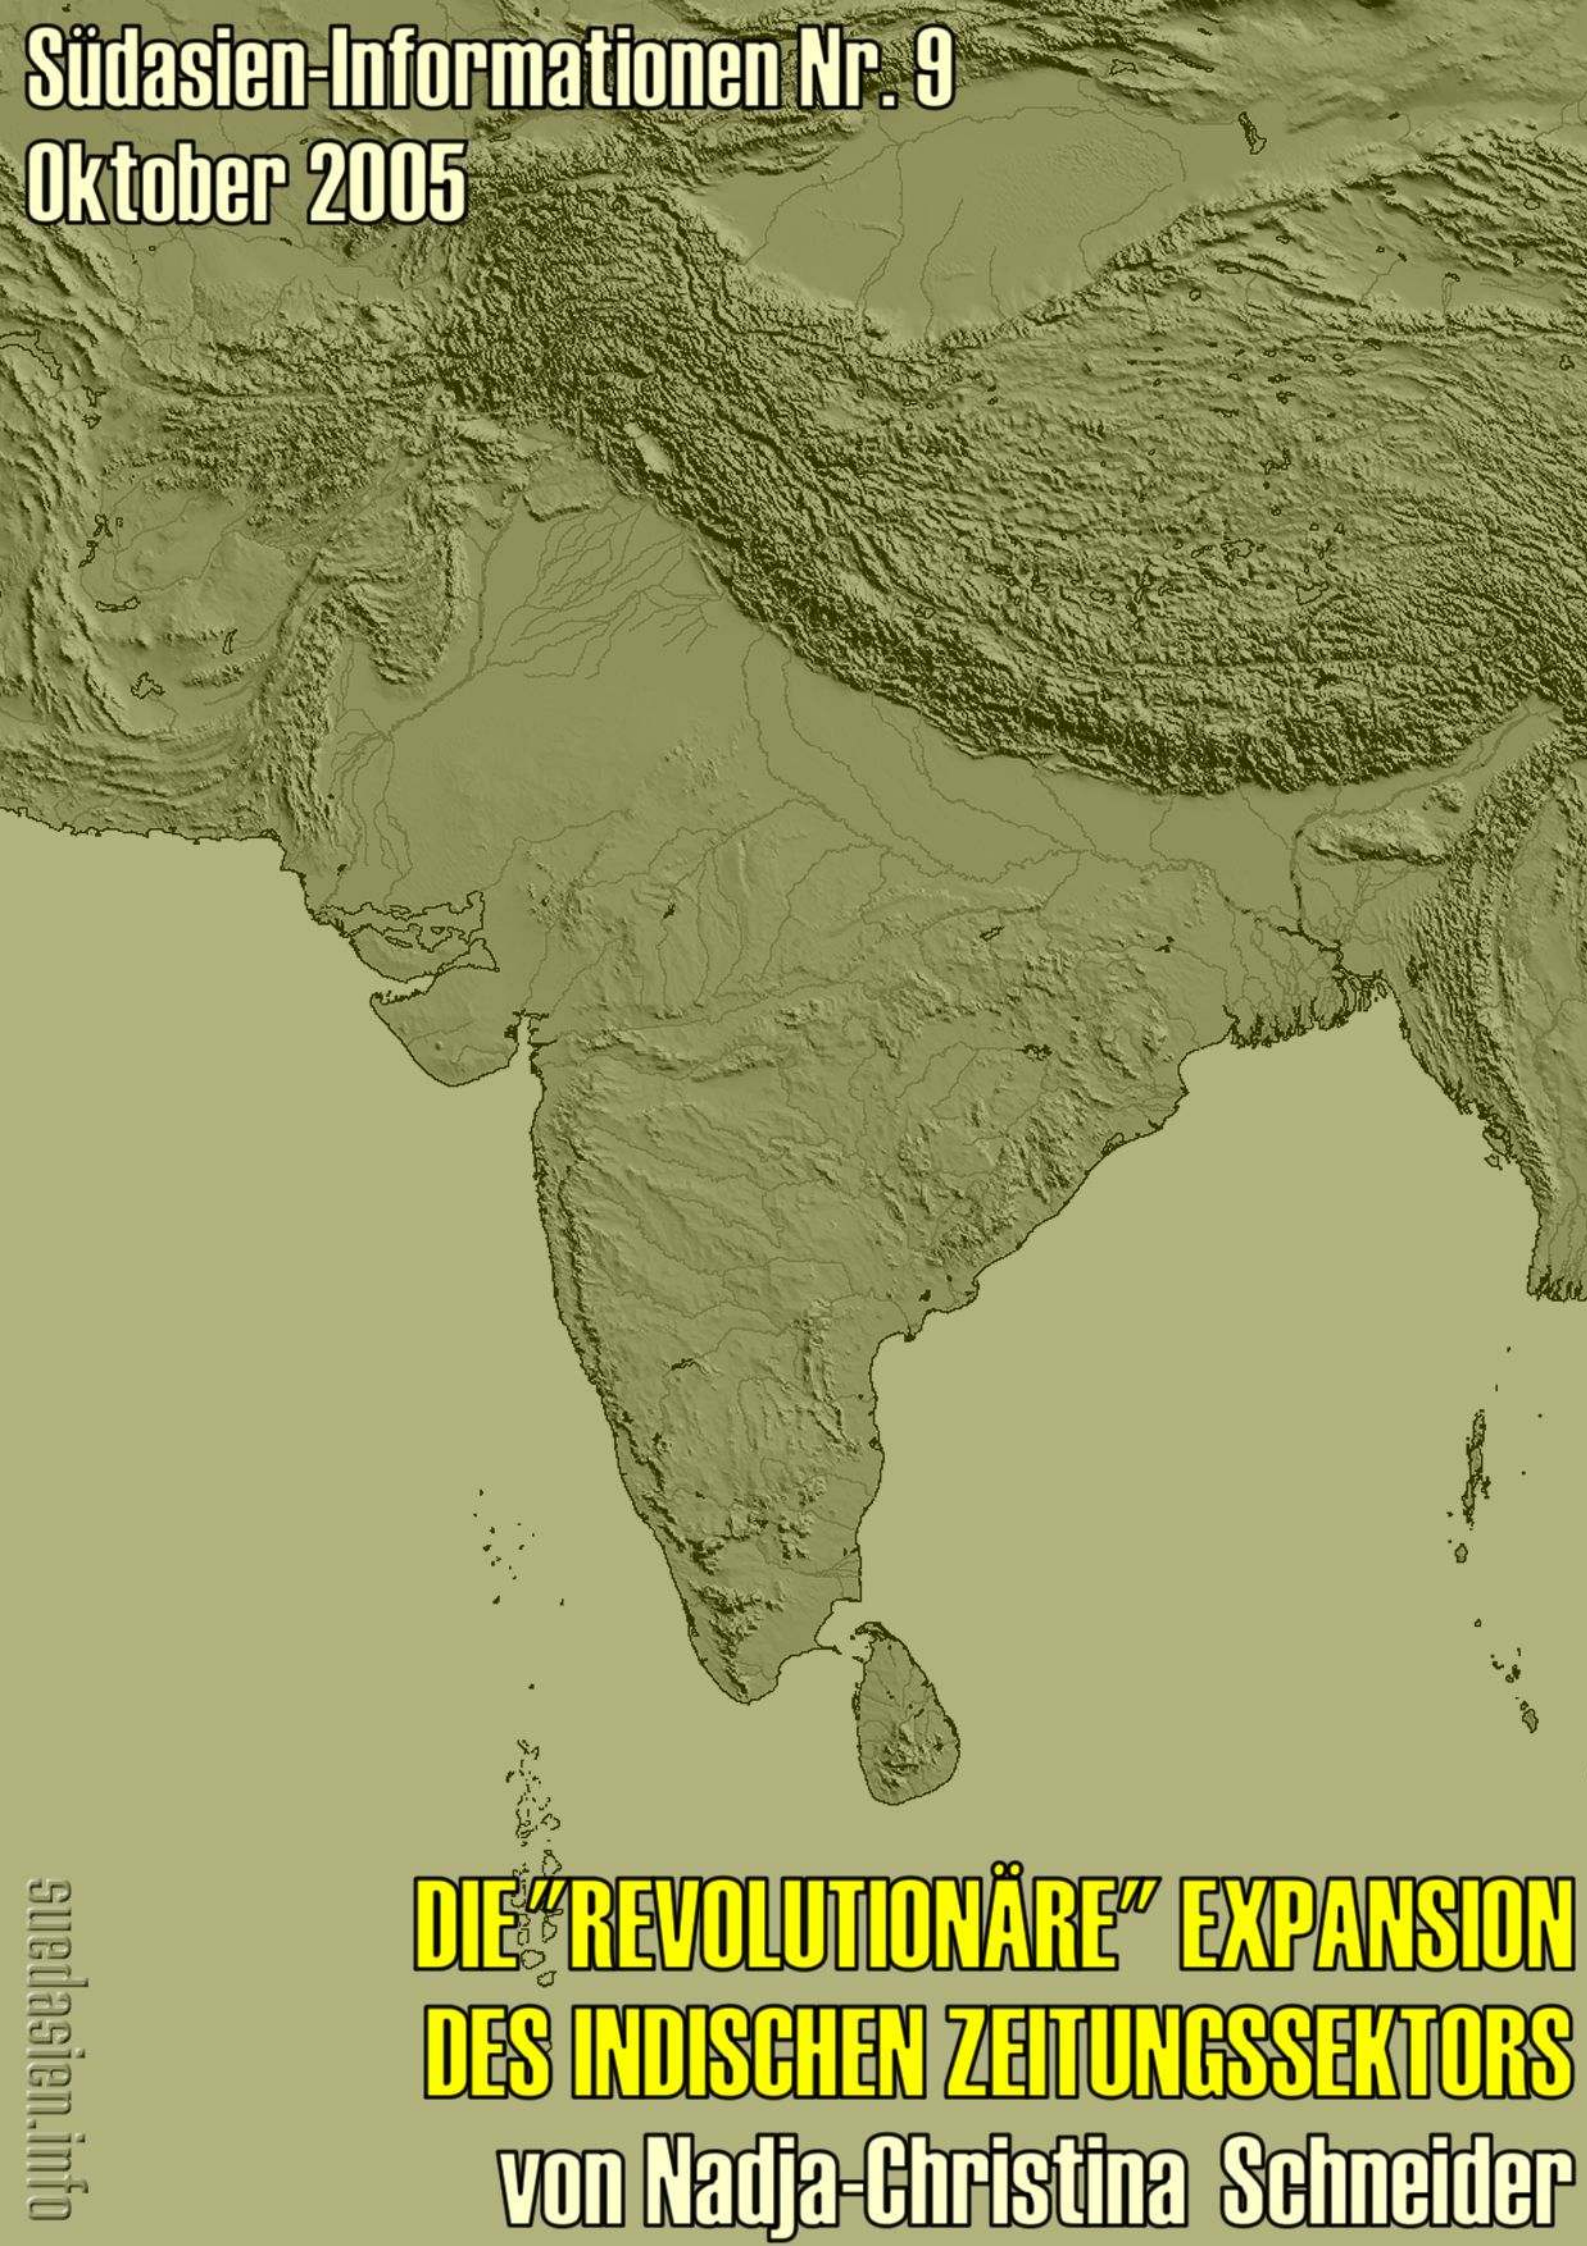 Südasien-Informationen Nr. 9
Oktober 2005
DIE"REVOLUTIONÄRE" EXPANSION
DES INDISCHEN ZEITUNGSSEKTORS
von Nadja-Christina Schneider
suedasien.info